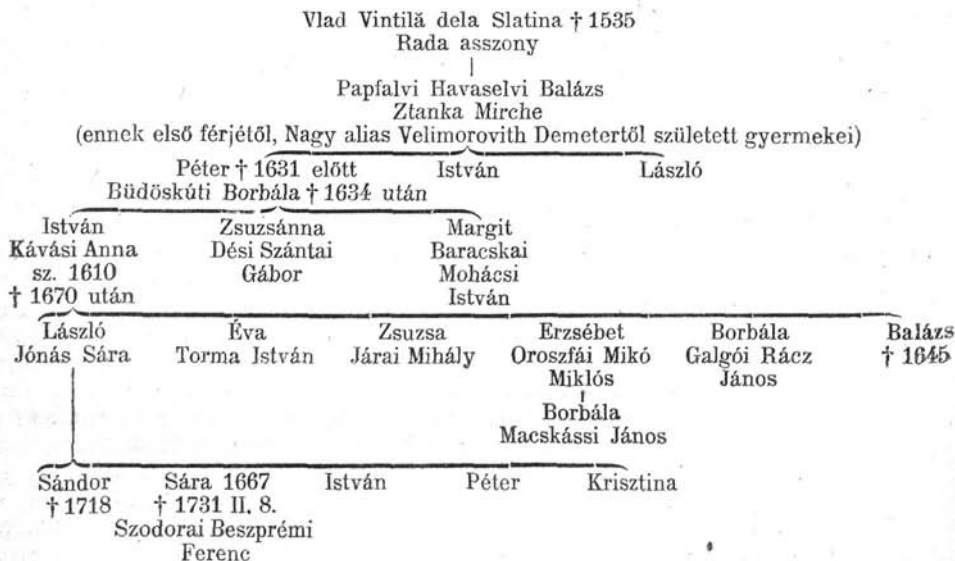 Vlad Vintilă dela Slatina † 1535
Rada asszony
Papfalvi Havaselvi Balázs
Ztanka Mirche
(ennek első férjétől, Nagy alias Velimorovith Demetertől született gyermekei)
Péter † 1631 előtt István László
Büdöskúti Borbála † 1634 után
István Zsuzsánna Margit
Kávási Anna Dési Szántai Baracskai
sz. 1610 Gábor Mohácsi
† 1670 után István
László Éva Zsuzsa Erzsébet Borbála Balázs
Jónás Sára Torma István Járai Mihály Oroszfái Mikó Galgói Rácz † 1645
Miklós János
Borbála
Macskássi János
Sándor Sára 1667 István Péter Krisztina
† 1718 † 1731 II. 8.
Szodorai Beszprémi
Ferenc